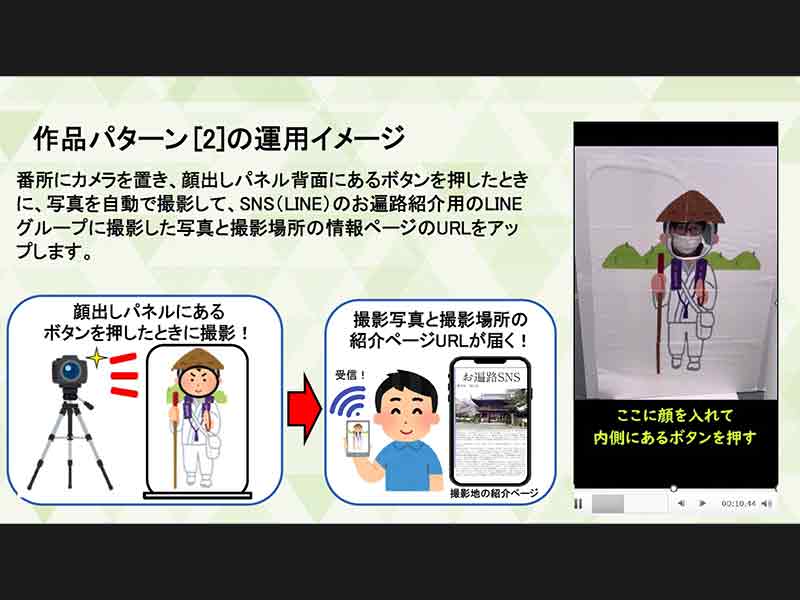 作品パターン[2]の運用イメージ
番所にカメラを置き、顔出しパネル背面にあるボタンを押したとき
に、写真を自動で撮影して、SNS(LINE)のお遍路紹介用のLINE
グループに撮影した写真と撮影場所の情報ページのURLをアッ
プします。
顔出しパネルにある
ボタンを押したときに撮影！
撮影写真と撮影場所の
紹介ページURLが届く！
受信！
お遍路SNS
撮影地の紹介ページ
ここに顔を入れて
内側にあるボタンを押す
00:10.44